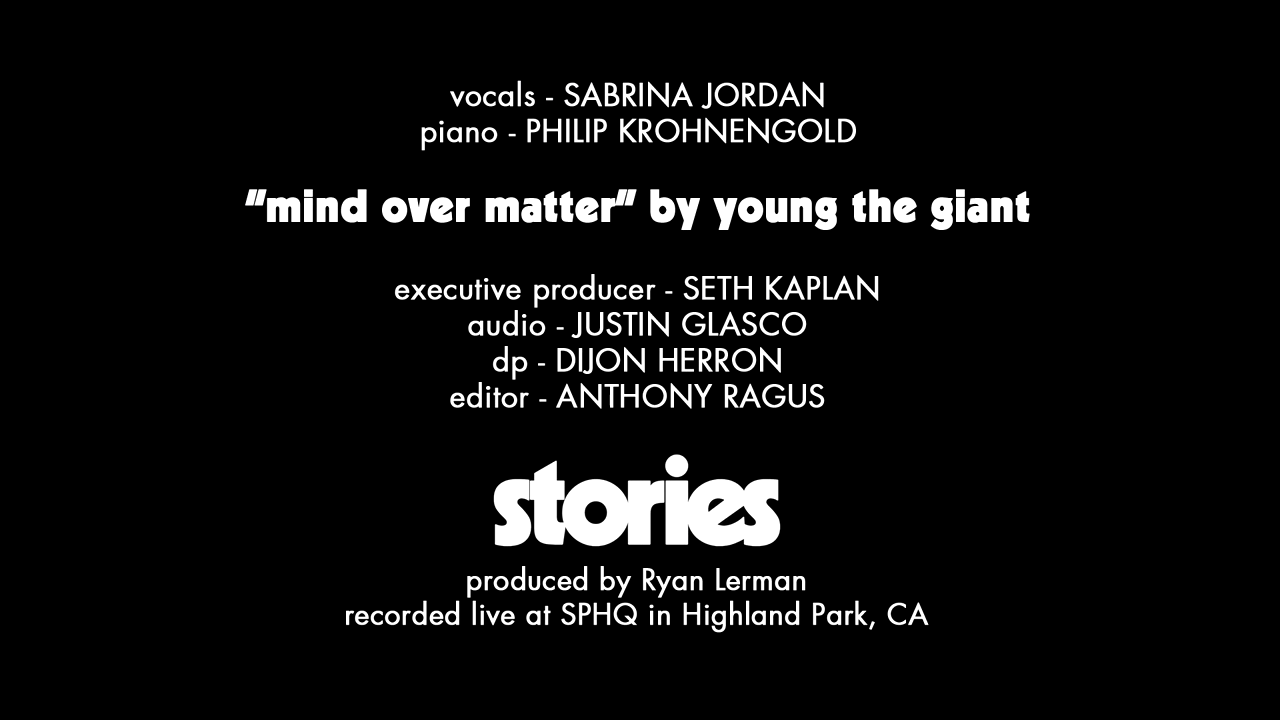 vocals - SABRINA JORDAN
piano - PHILIP KROHNENGOLD
"mind over matter" by young the giant
executive producer - SETH KAPLAN
audio - JUSTIN GLASCO
dp - DIJON HERRON
editor - ANTHONY RAGUS
stories
produced by Ryan Lerman
recorded live at SPHQ in Highland Park, CA